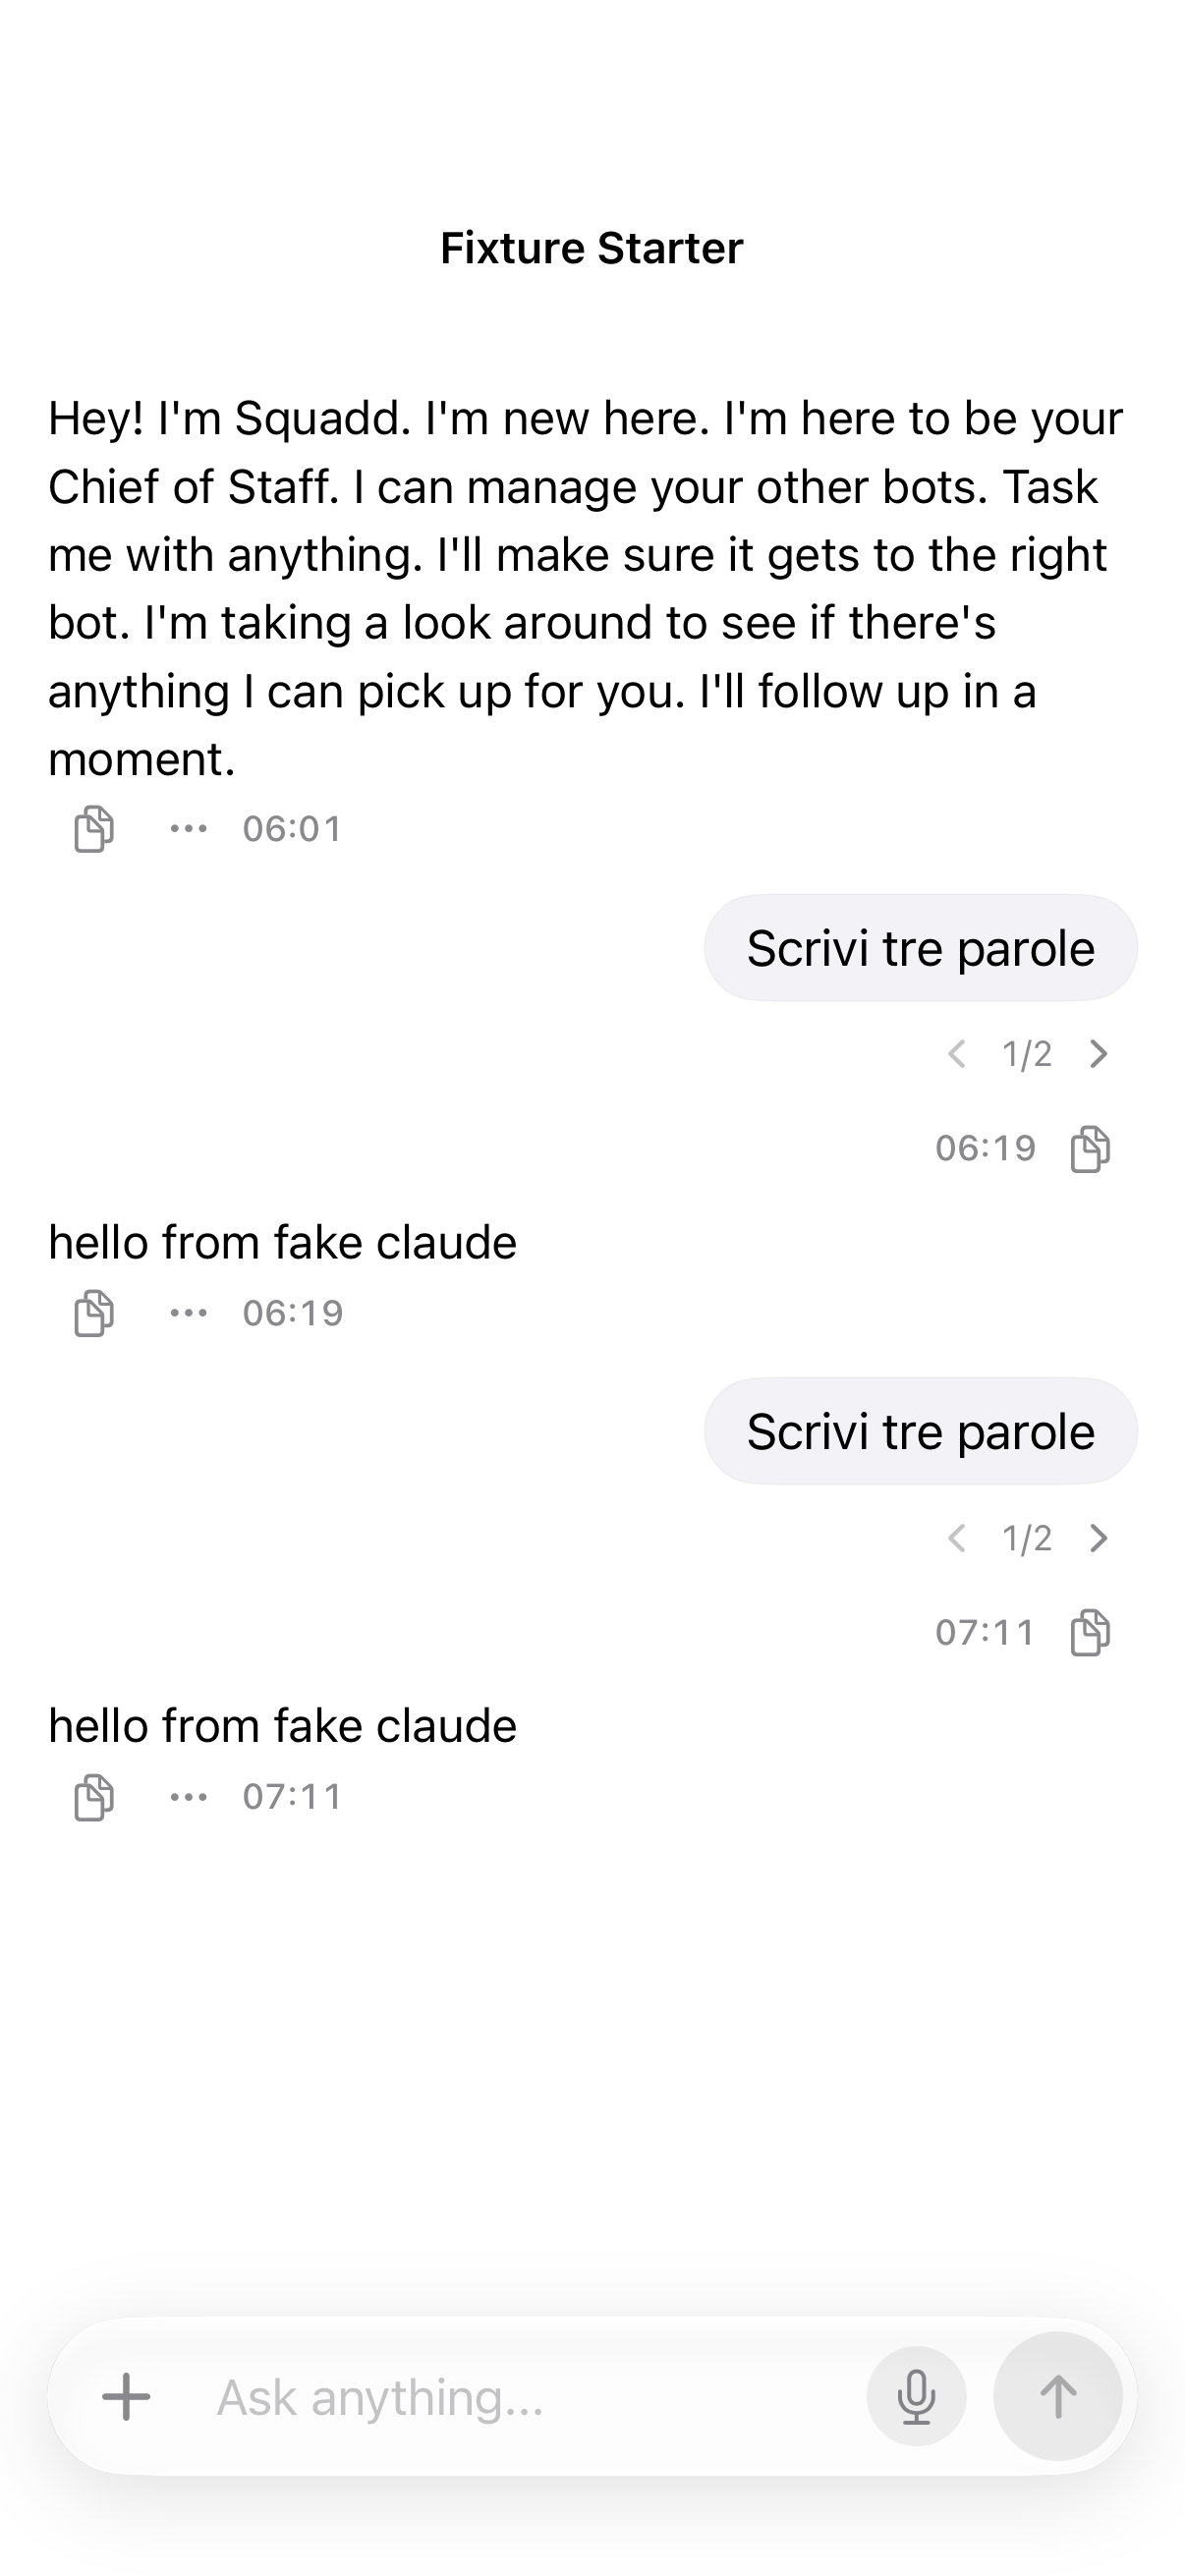 Fixture Starter
Hey! I'm Squadd. I'm new here. I'm here to be your
Chief of Staff. I can manage your other bots. Task
me with anything. I'll make sure it gets to the right
bot. I'm taking a look around to see if there's
anything I can pick up for you. I'll follow up in a
moment.
06:01
Scrivi tre parole
1/2
06:19
hello from fake claude
06:19
Scrivi tre parole
1/2
07:11
hello from fake claude
07:11
Ask anything...